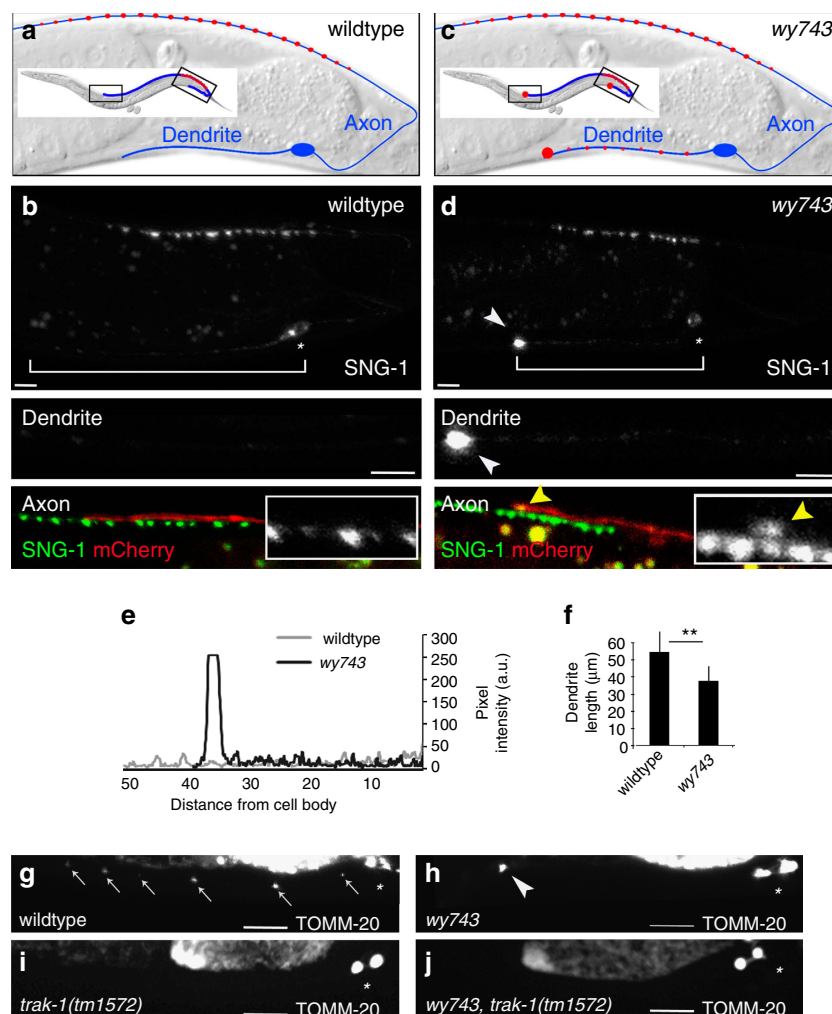 a wildtype
Dendrite
Axon
c wy743
Dendrite
Axon
b wildtype
*
SNG-1
d wy743
*
SNG-1
Dendrite
Dendrite
Axon
SNG-1 mCherry
Axon
SNG-1 mCherry
e
wildtype
wy743
300
250
200
150
100
50
0
Pixel
intensity (a.u.)
50 40 30 20 10
Distance from cell body
f
**
60
50
40
30
20
10
0
Dendrite
length (μm)
wildtype
wy743
g
*
wildtype TOMM-20
h
*
wy743 TOMM-20
i
*
trak-1(tm1572) TOMM-20
j
*
wy743, trak-1(tm1572) TOMM-20